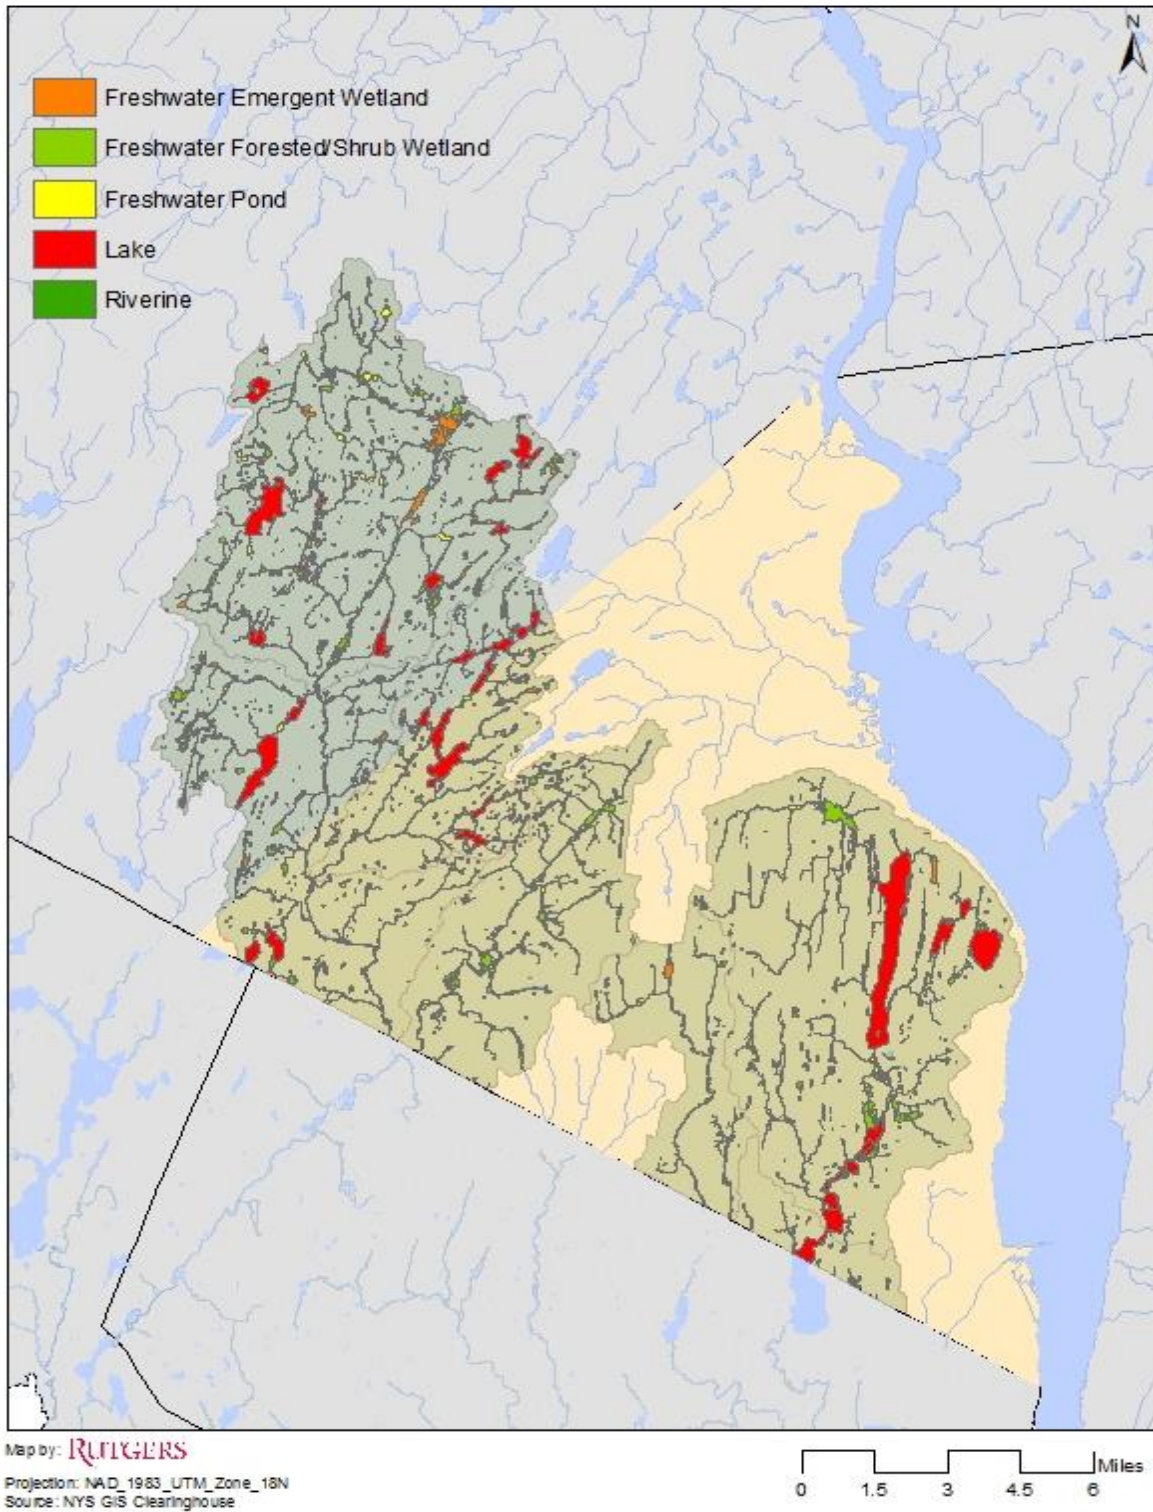 N
Freshwater Emergent Wetland
Freshwater Forested/Shrub Wetland
Freshwater Pond
Lake
Riverine
Map by: RUTGERS
Projection: NAD_1983_UTM_Zone_18N
Source: NYS GIS Clearinghouse
Miles
0 1.5 3 4.5 6